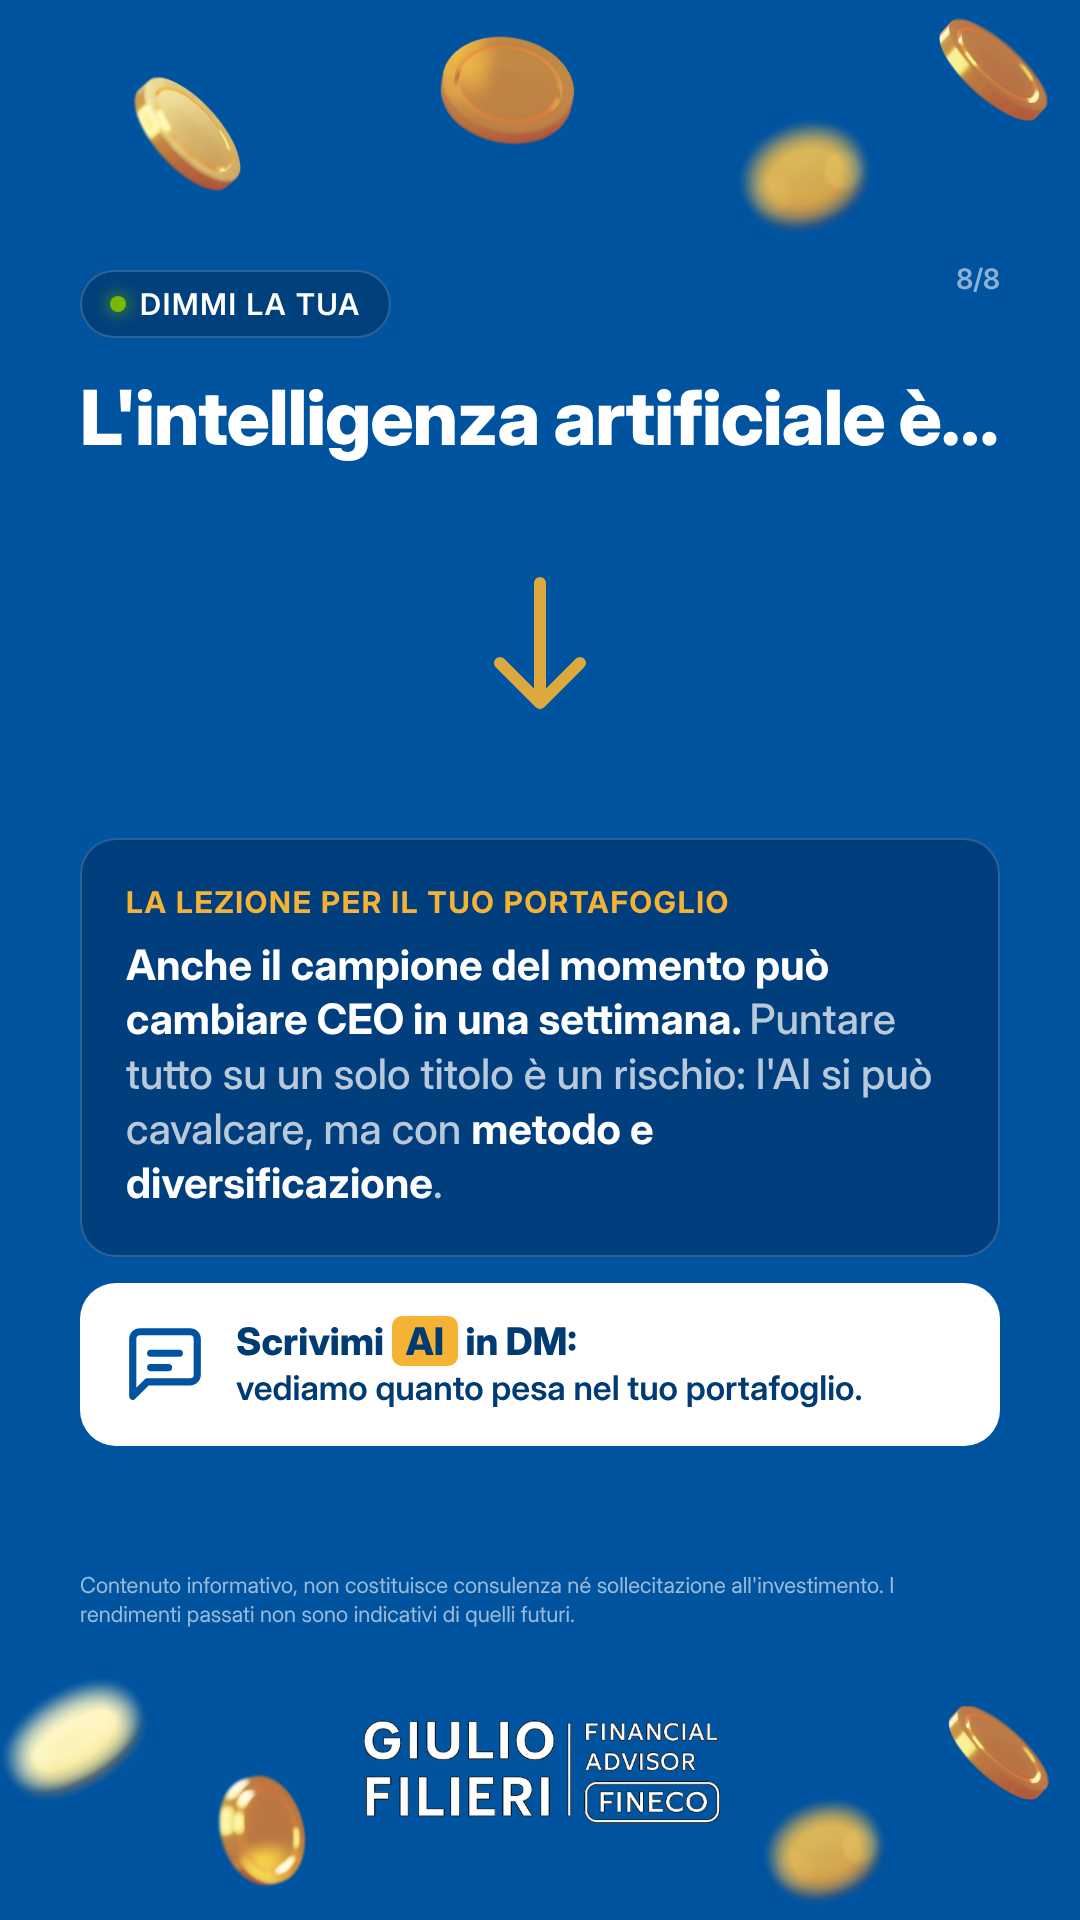 DIMMI LA TUA
8/8
L'intelligenza artificiale è...
LA LEZIONE PER IL TUO PORTAFOGLIO
Anche il campione del momento può
cambiare CEO in una settimana. Puntare
tutto su un solo titolo è un rischio: l'AI si può
cavalcare, ma con metodo e
diversificazione.
Scrivimi AI in DM:
vediamo quanto pesa nel tuo portafoglio.
Contenuto informativo, non costituisce consulenza né sollecitazione all'investimento. I
rendimenti passati non sono indicativi di quelli futuri.
GIULIO
FILIERI
FINANCIAL
ADVISOR
FINECO